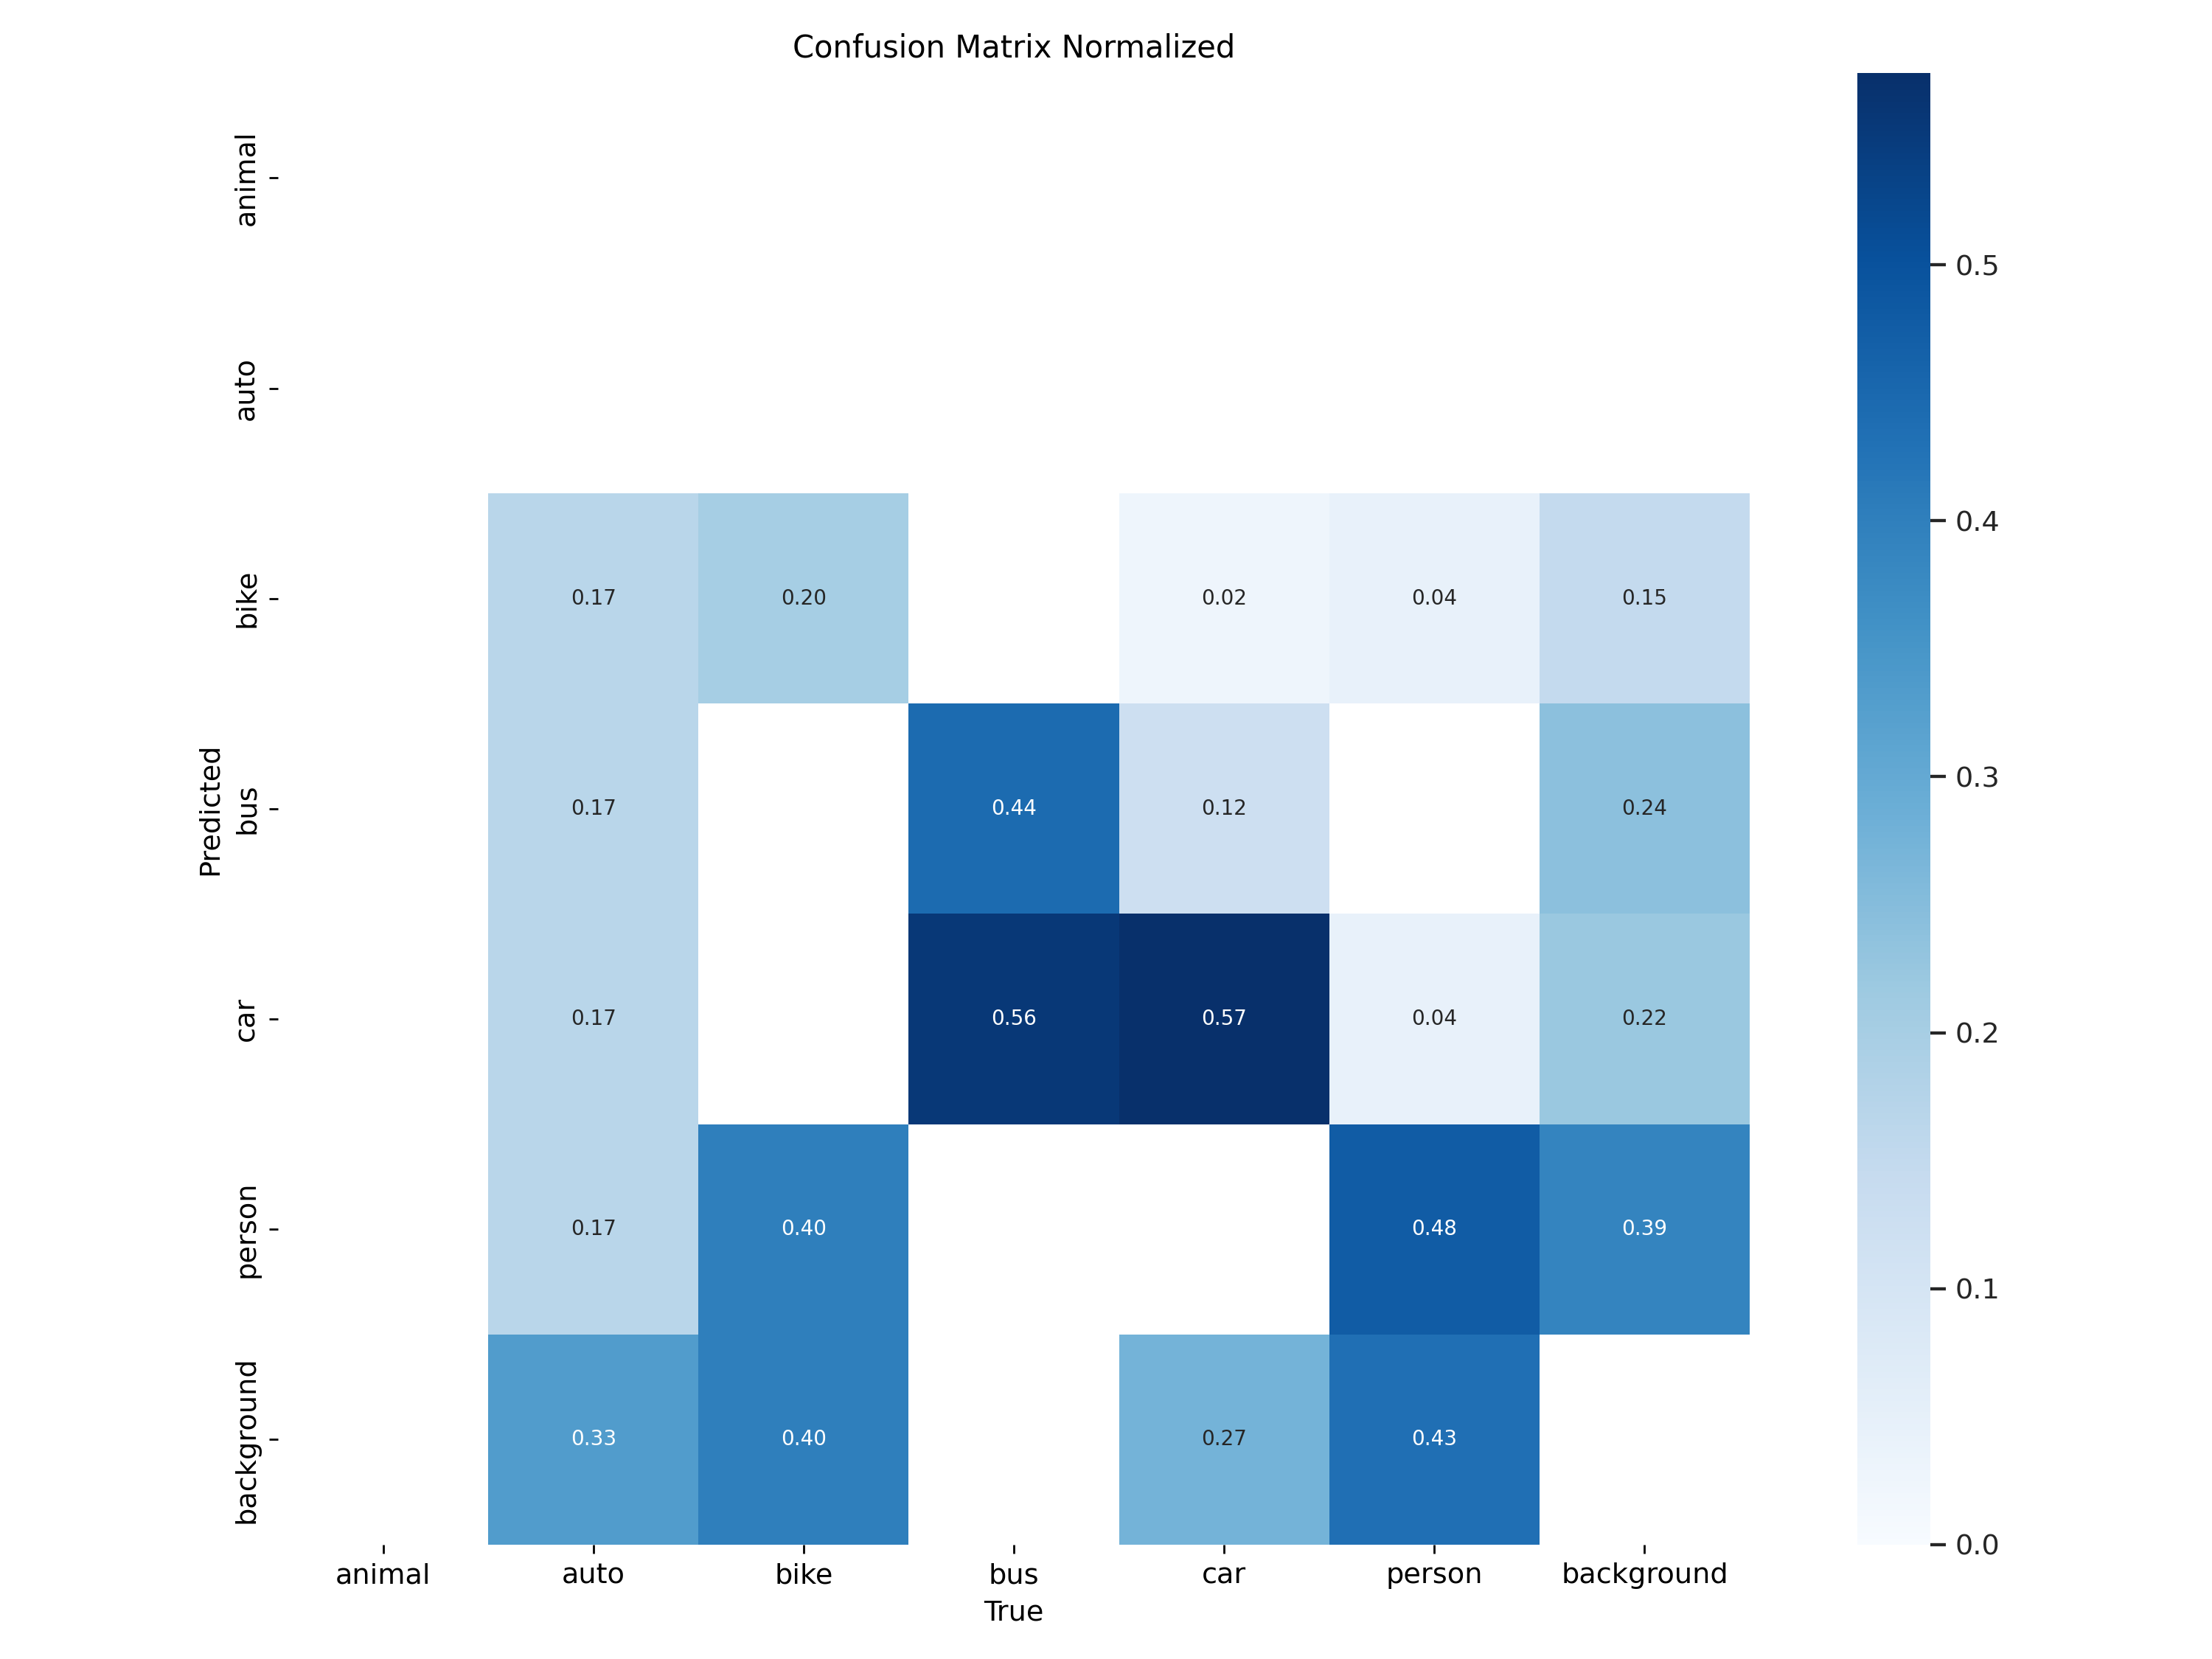 Confusion Matrix Normalized
animal
auto
bike
0.17 0.20 0.02 0.04 0.15
bus
0.17 0.44 0.12 0.24
car
0.17 0.56 0.57 0.04 0.22
person
0.17 0.40 0.48 0.39
background
0.33 0.40 0.27 0.43
Predicted
animal auto bike bus car person background
True
0.5
0.4
0.3
0.2
0.1
0.0